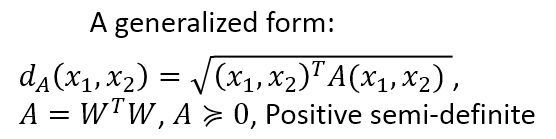 A generalized form:
d_A(x_1, x_2) = √(x_1, x_2)^T A(x_1, x_2) ,
A = W^T W, A ≽ 0, Positive semi-definite